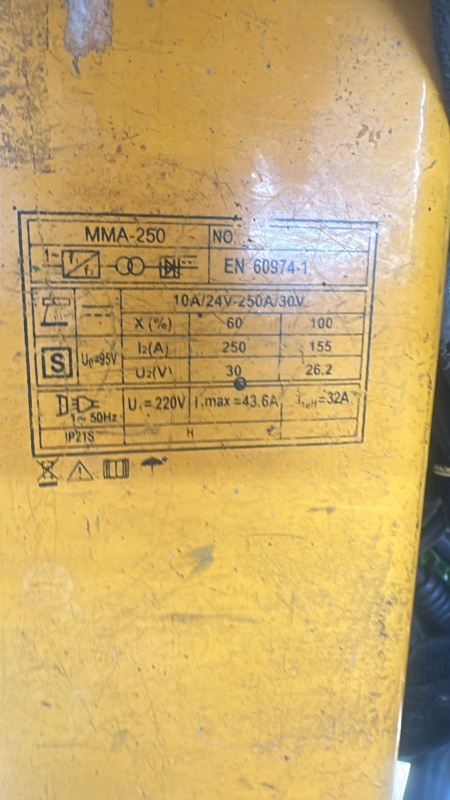 MMA-250 NO.
1~ EN 60974-1
10A/24V-250A/30V
X(%) 60 100
S U₀=95V I₂(A) 250 155
U₂(V) 30 26.2
1~50Hz U₁=220V I₁max=43.6A I₁eff=32A
IP21S H